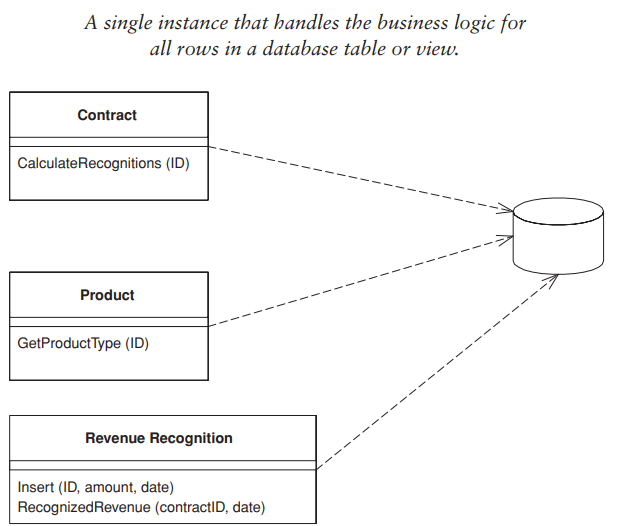 A single instance that handles the business logic for
all rows in a database table or view.
Contract
CalculateRecognitions (ID)
Product
GetProductType (ID)
Revenue Recognition
Insert (ID, amount, date)
RecognizedRevenue (contractID, date)